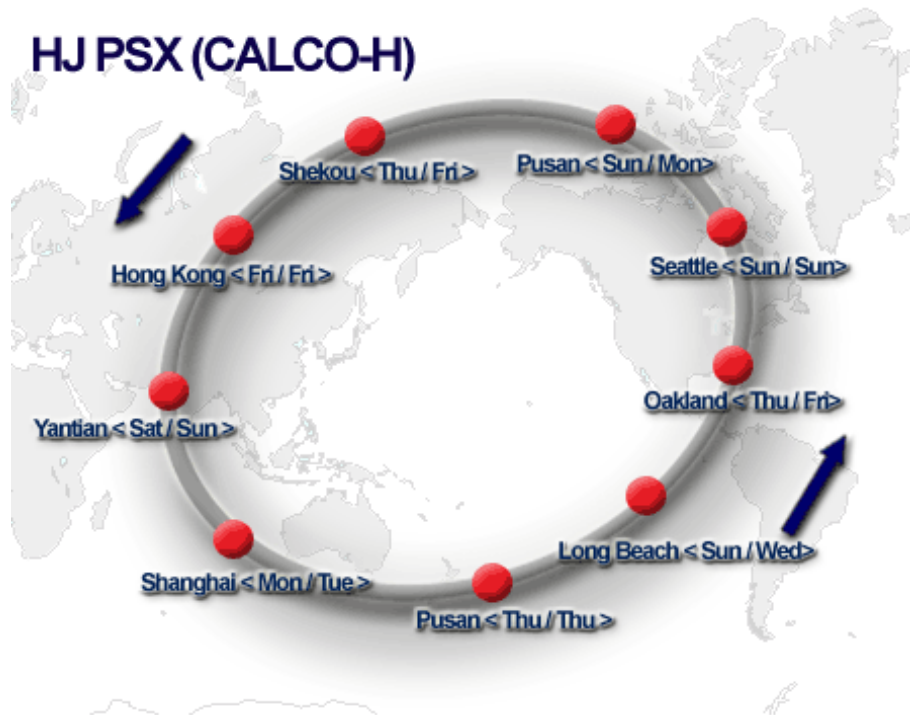 HJ PSX (CALCO-H)
Shekou < Thu / Fri >
Pusan < Sun / Mon>
Hong Kong < Fri / Fri >
Seattle < Sun / Sun>
Oakland < Thu / Fri>
Yantian < Sat / Sun >
Long Beach < Sun / Wed>
Shanghai < Mon / Tue >
Pusan < Thu / Thu >